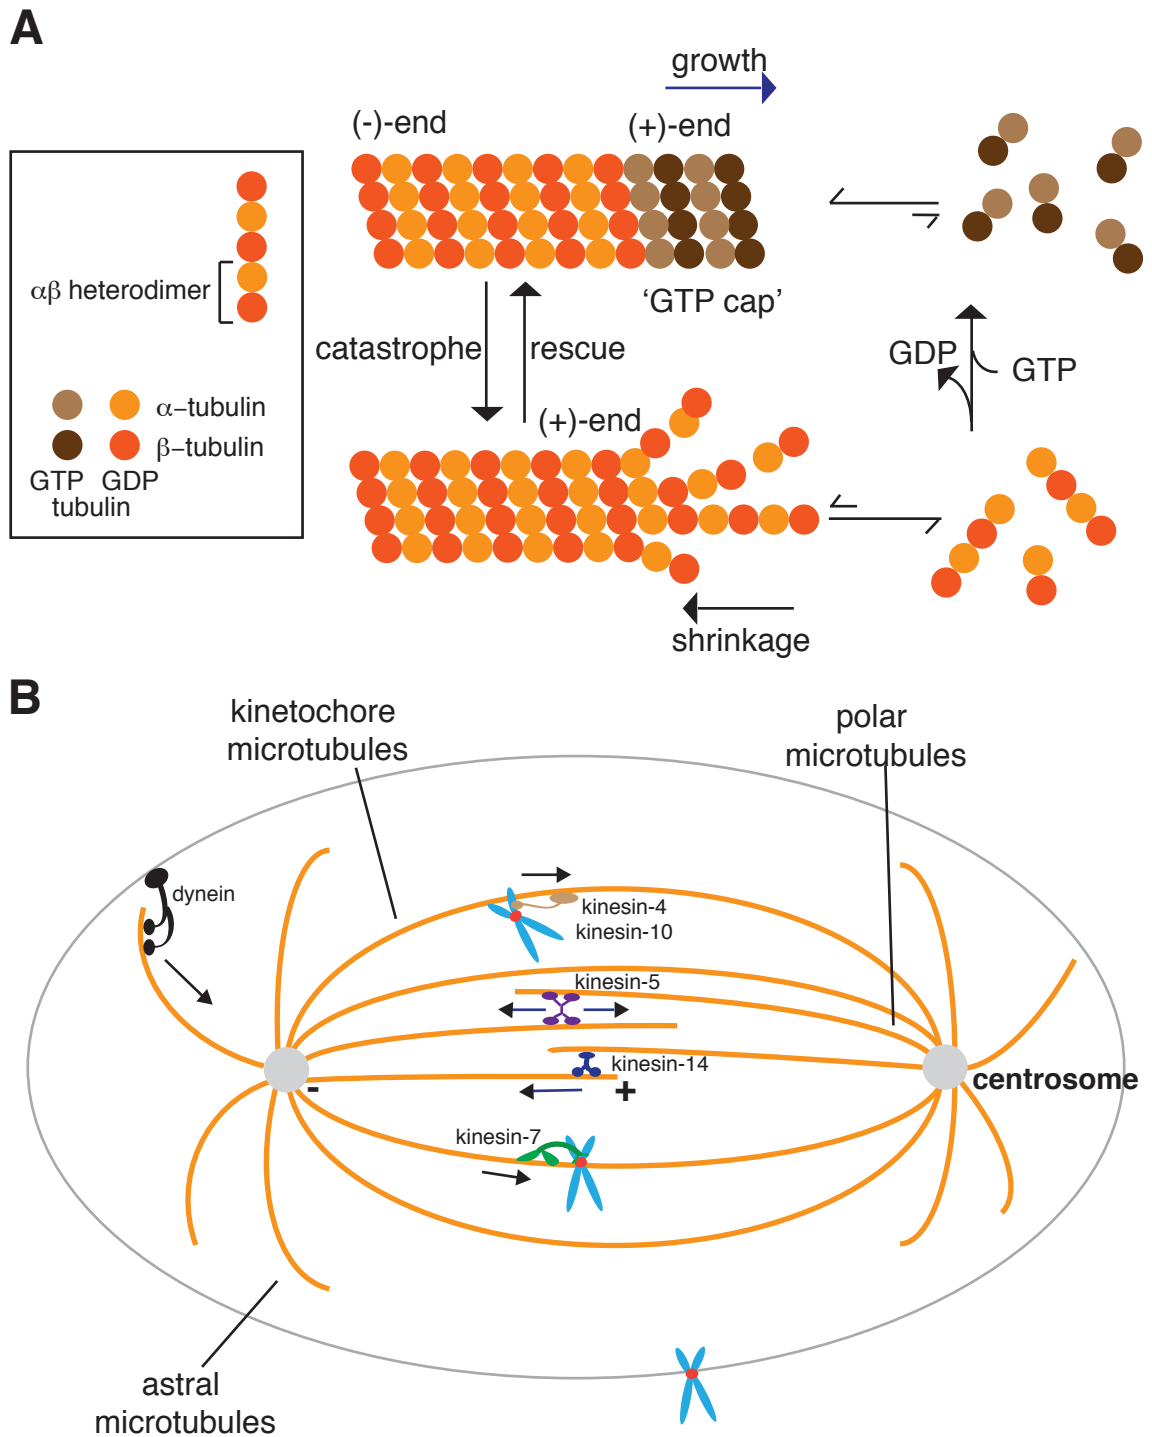 A
growth
(-)-end
(+)-end
αβ heterodimer
'GTP cap'
catastrophe
rescue
GDP
GTP
α–tubulin
β–tubulin
GTP GDP
tubulin
(+)-end
shrinkage
B
kinetochore
microtubules
polar
microtubules
dynein
kinesin-4
kinesin-10
kinesin-5
kinesin-14
-
+
centrosome
kinesin-7
astral
microtubules